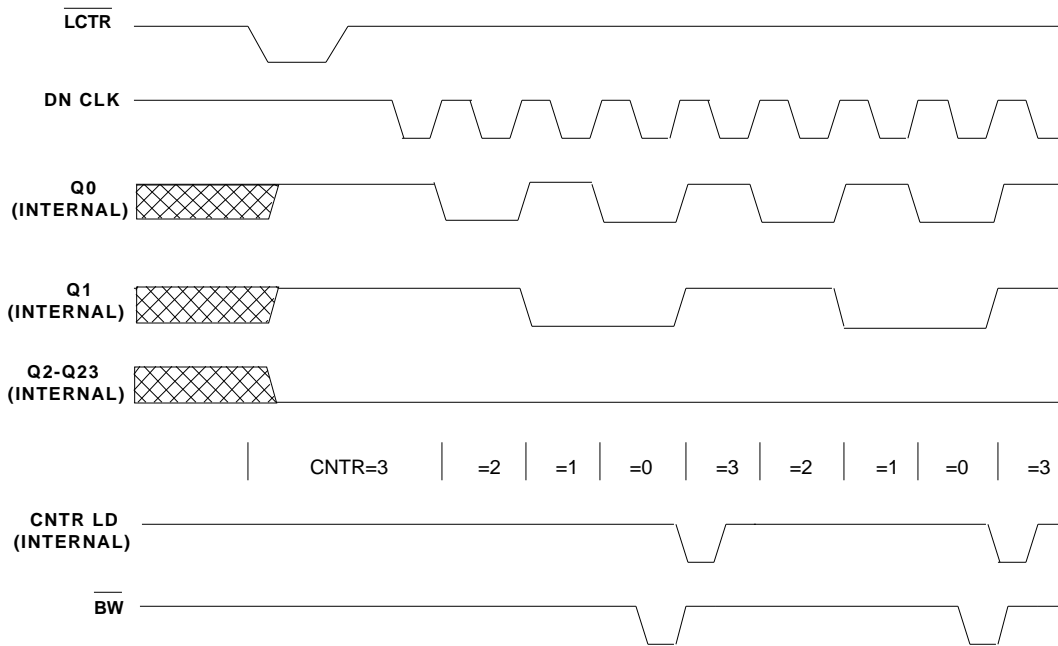 LCTR
DN CLK
Q0
(INTERNAL)
Q1
(INTERNAL)
Q2-Q23
(INTERNAL)
CNTR=3 =2 =1 =0 =3 =2 =1 =0 =3
CNTR LD
(INTERNAL)
BW